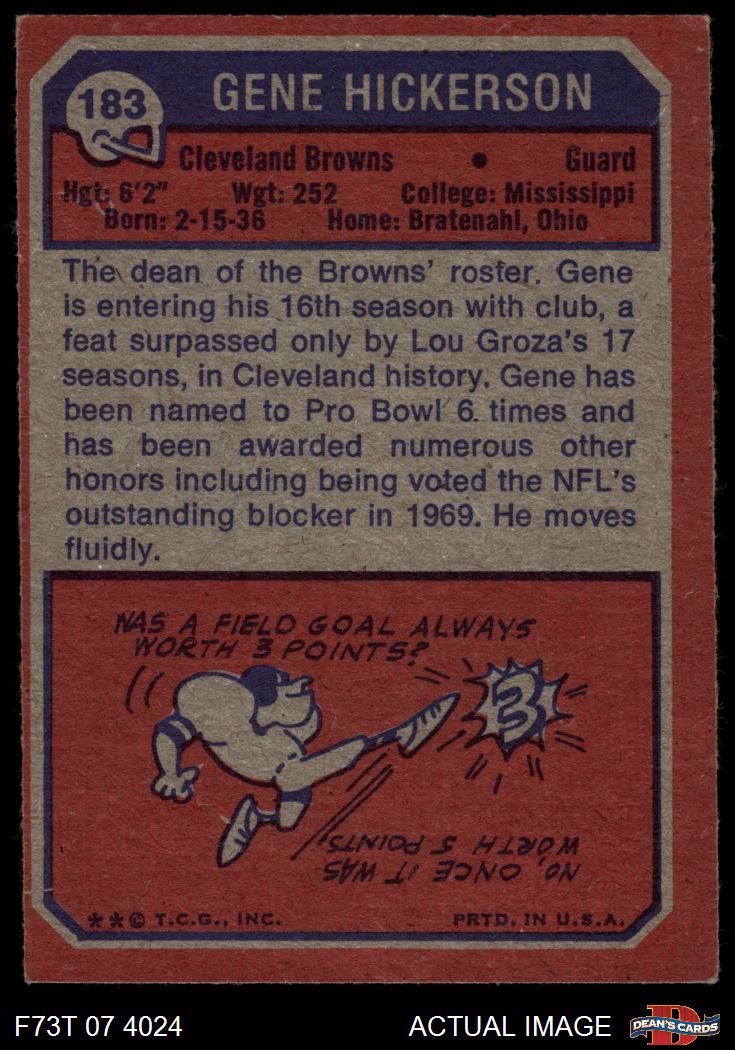 183
GENE HICKERSON
Cleveland Browns • Guard
Hgt: 6'2" Wgt: 252 College: Mississippi
Born: 2-15-36 Home: Bratenahl, Ohio
The dean of the Browns' roster. Gene
is entering his 16th season with club, a
feat surpassed only by Lou Groza's 17
seasons, in Cleveland history. Gene has
been named to Pro Bowl 6 times and
has been awarded numerous other
honors including being voted the NFL's
outstanding blocker in 1969. He moves
fluidly.
WAS A FIELD GOAL ALWAYS
WORTH 3 POINTS?
3
NO, ONCE IT WAS
WORTH 5 POINTS.
**© T.C.G., INC. PRTD. IN U.S.A.
F73T 07 4024 ACTUAL IMAGE
D
DEAN'S CARDS